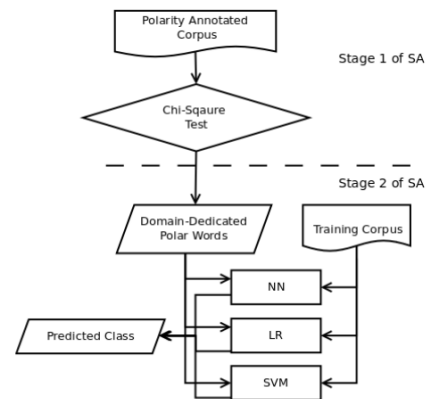 Polarity Annotated
Corpus
Stage 1 of SA
Chi-Sqaure
Test
Stage 2 of SA
Domain-Dedicated
Polar Words
Training Corpus
NN
Predicted Class
LR
SVM